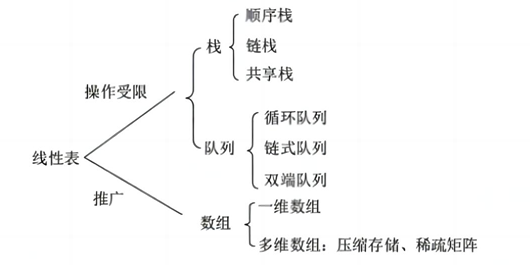 顺序栈
栈
链栈
共享栈
操作受限
循环队列
线性表
队列
链式队列
双端队列
推广
一维数组
数组
多维数组：压缩存储、稀疏矩阵